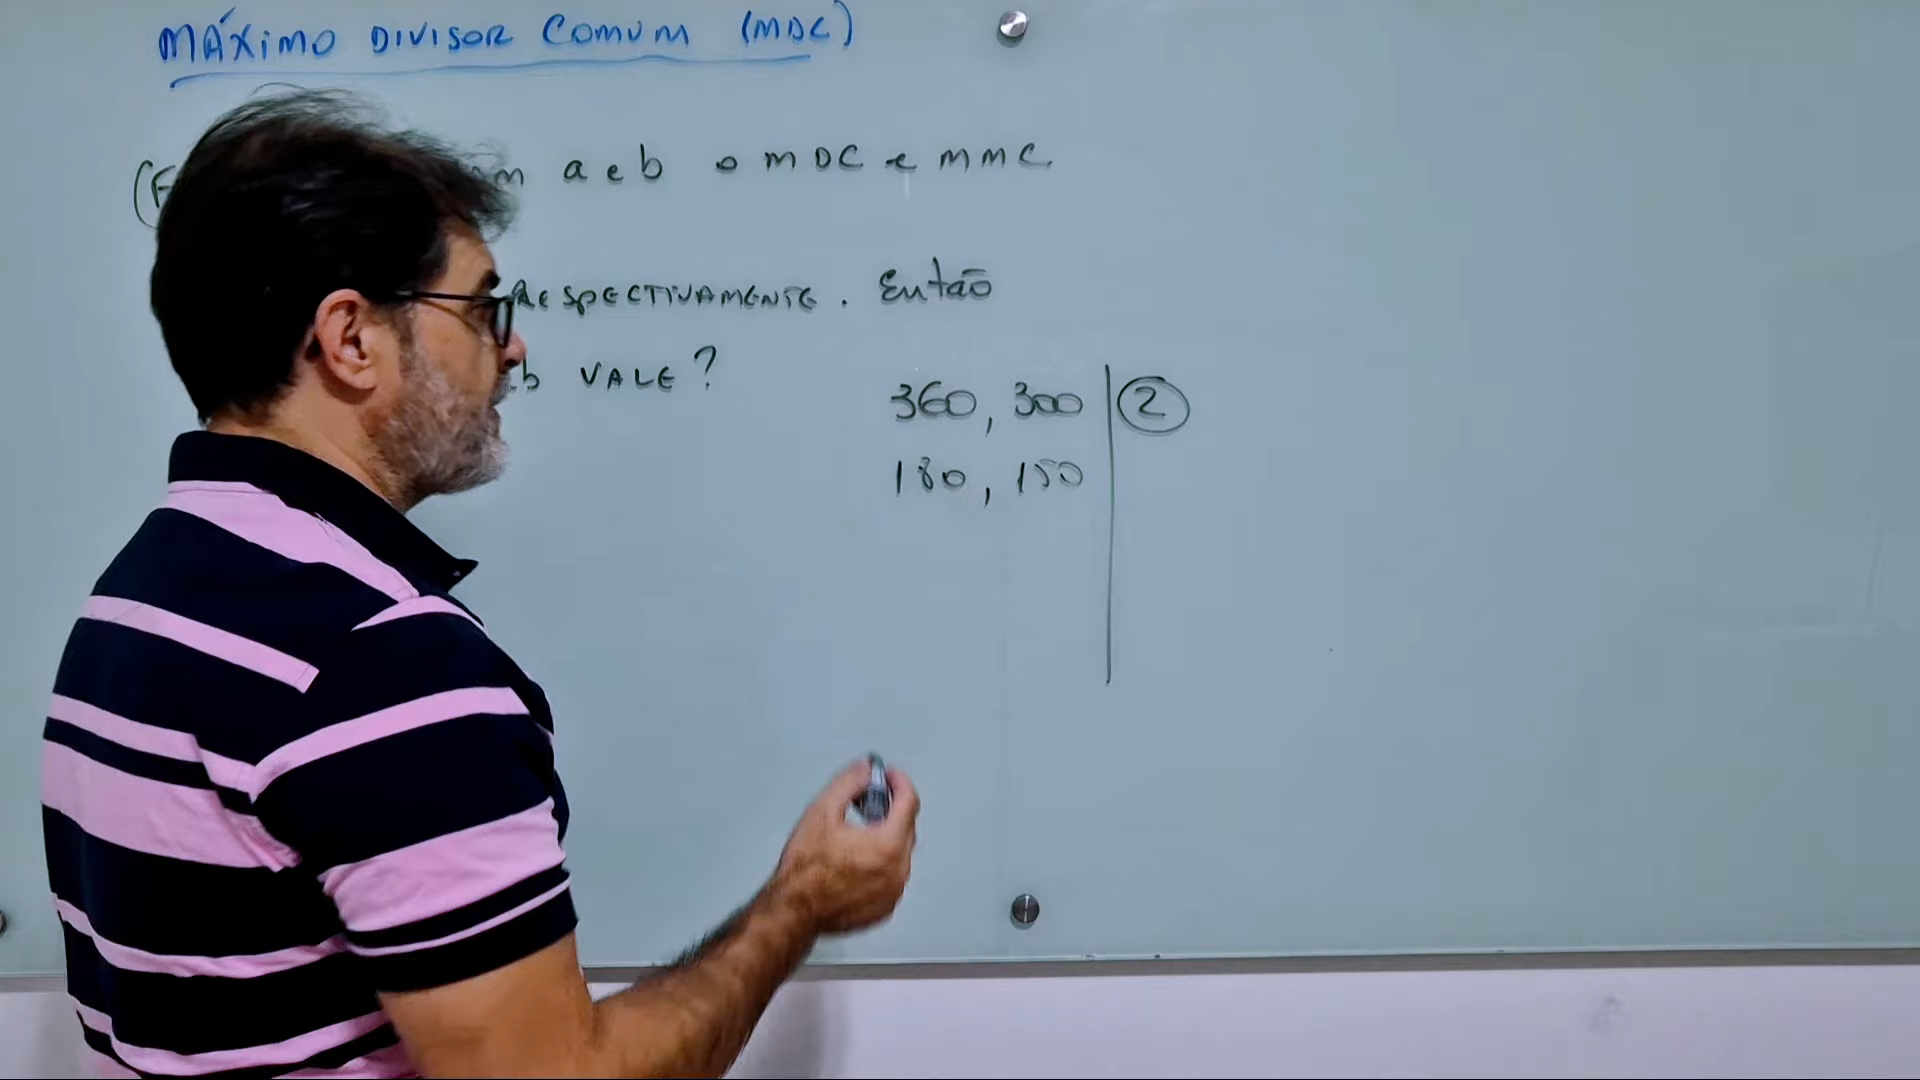 MÁXIMO DIVISOR COMUM (MDC)
a e b o MDC e MMC
RESPECTIVAMENTE. Então
b VALE?
360, 300 | 2
180, 150